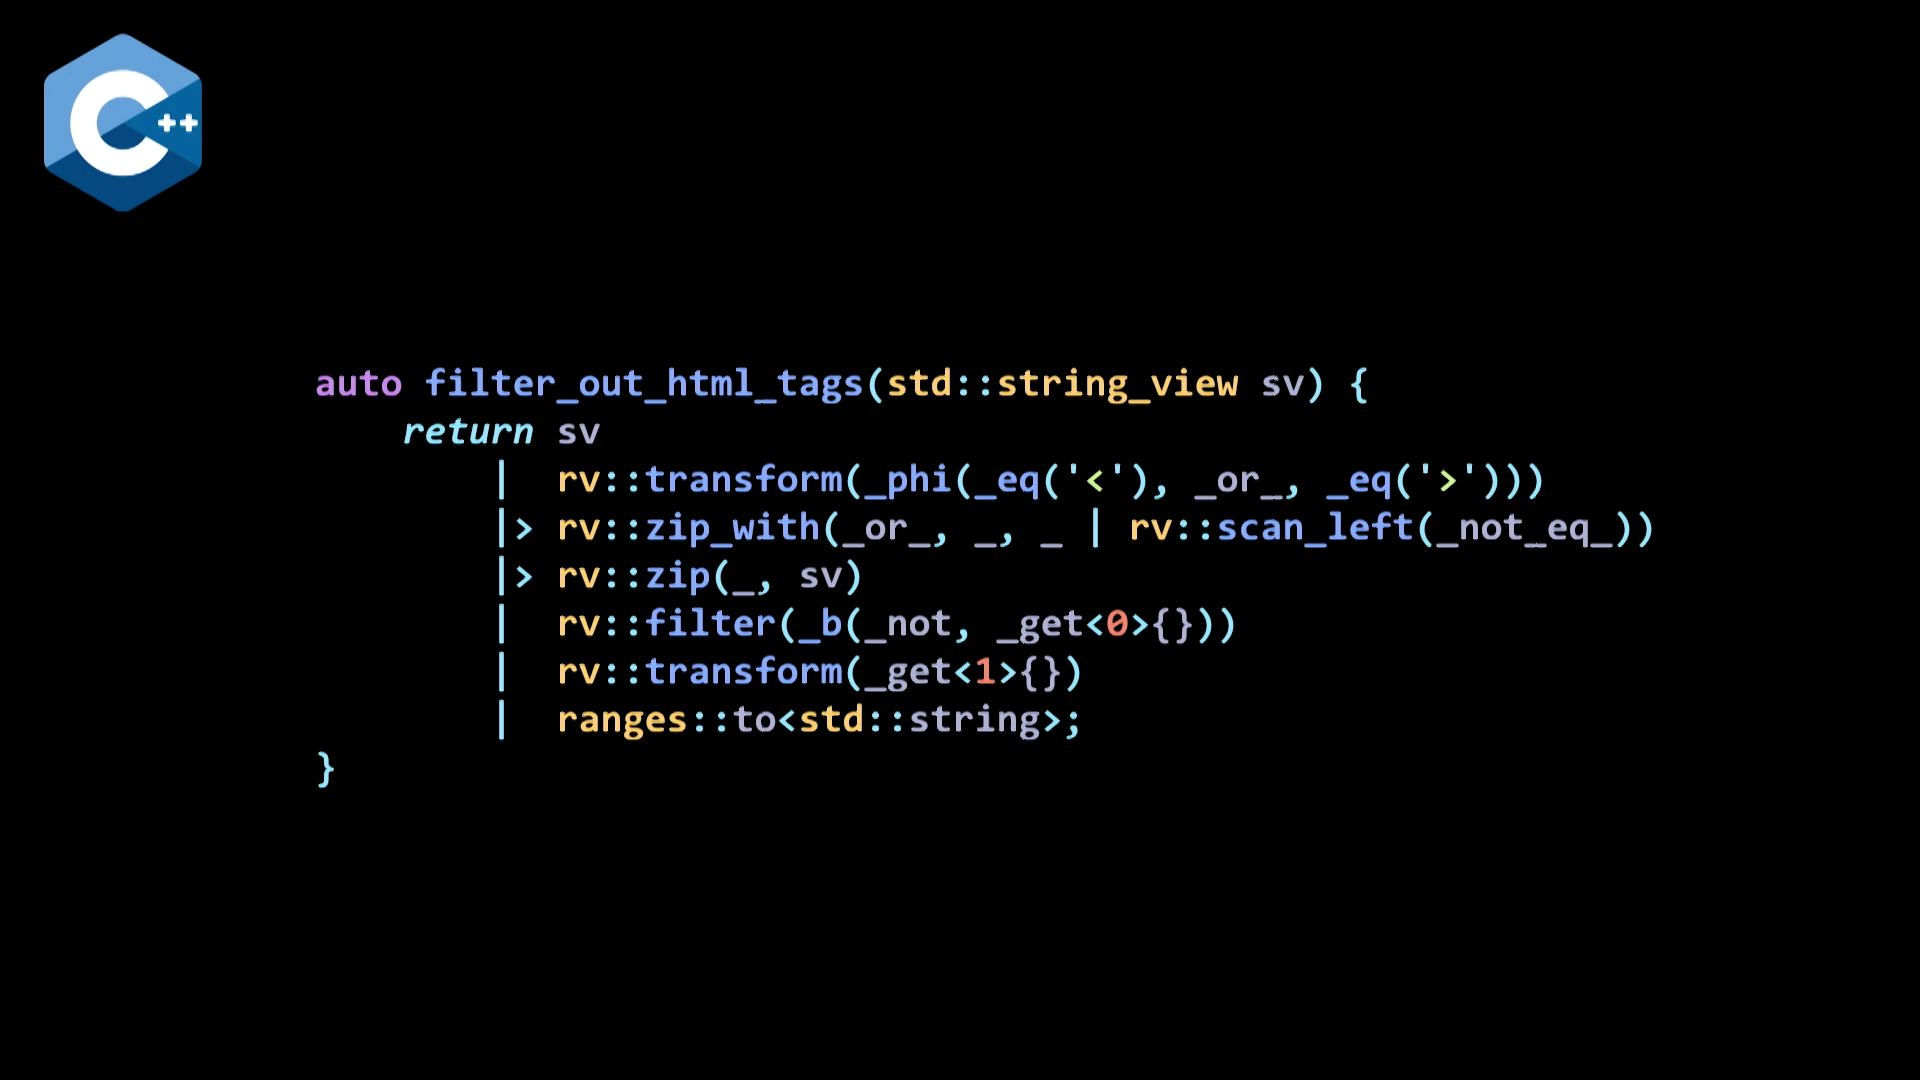 C++
auto filter_out_html_tags(std::string_view sv) {
    return sv
        |  rv::transform(_phi(_eq('<'), _or_, _eq('>')))
        |> rv::zip_with(_or_, _, _ | rv::scan_left(_not_eq_))
        |> rv::zip(_, sv)
        |  rv::filter(_b(_not, _get<0>{}))
        |  rv::transform(_get<1>{})
        |  ranges::to<std::string>;
}